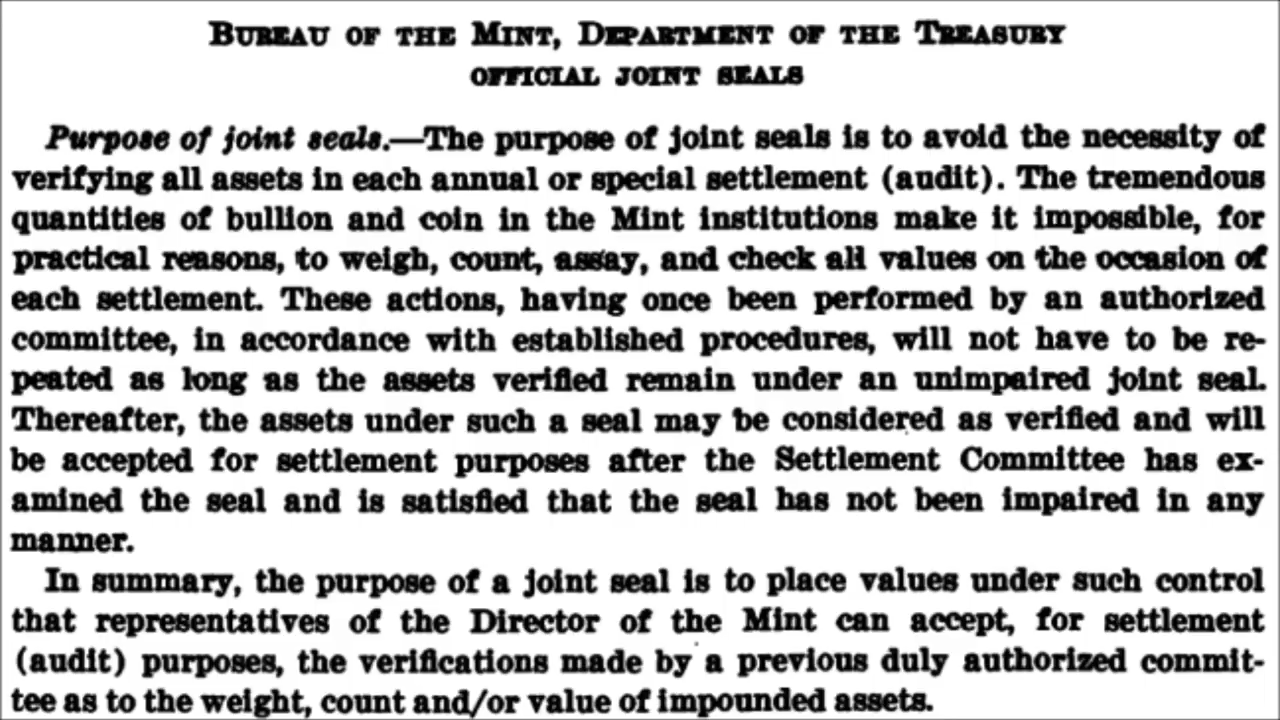 BUREAU OF THE MINT, DEPARTMENT OF THE TREASURY
OFFICIAL JOINT SEALS
Purpose of joint seals.—The purpose of joint seals is to avoid the necessity of
verifying all assets in each annual or special settlement (audit). The tremendous
quantities of bullion and coin in the Mint institutions make it impossible, for
practical reasons, to weigh, count, assay, and check all values on the occasion of
each settlement. These actions, having once been performed by an authorized
committee, in accordance with established procedures, will not have to be re-
peated as long as the assets verified remain under an unimpaired joint seal.
Thereafter, the assets under such a seal may be considered as verified and will
be accepted for settlement purposes after the Settlement Committee has ex-
amined the seal and is satisfied that the seal has not been impaired in any
manner.
In summary, the purpose of a joint seal is to place values under such control
that representatives of the Director of the Mint can accept, for settlement
(audit) purposes, the verifications made by a previous duly authorized commit-
tee as to the weight, count and/or value of impounded assets.